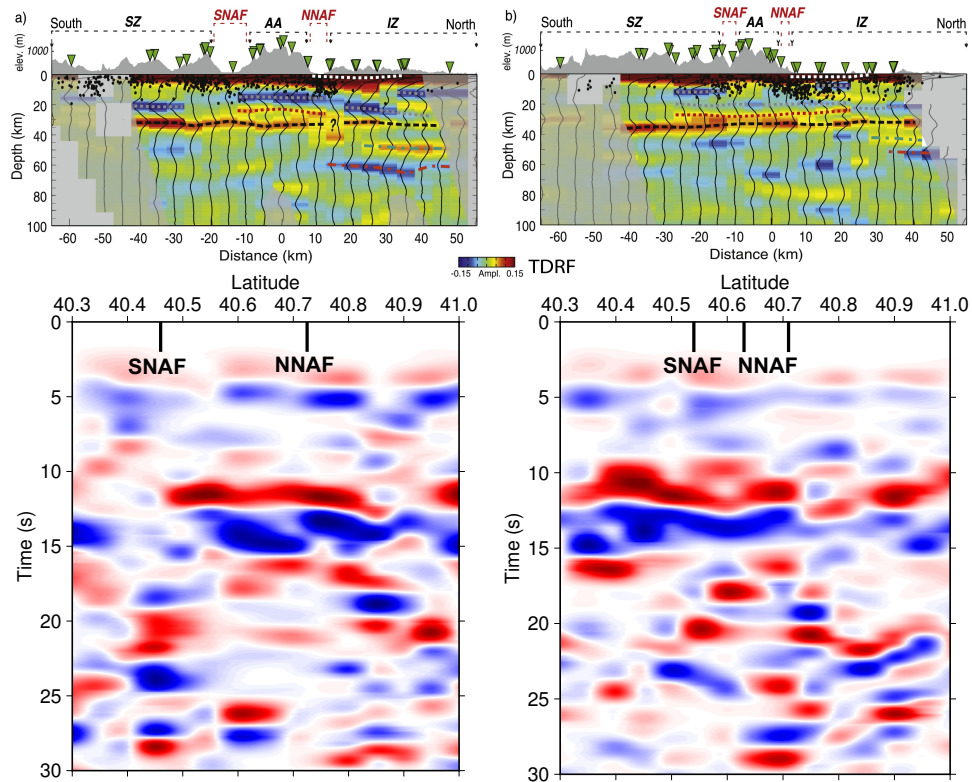 a) SNAF NNAF
South SZ AA IZ North
elev. (m)
1000
0
20
40
60
80
100
Depth (km)
?
-60 -50 -40 -30 -20 -10 0 10 20 30 40 50
Distance (km)
b) SNAF NNAF
South SZ AA IZ North
elev. (m)
1000
0
20
40
60
80
100
Depth (km)
-60 -50 -40 -30 -20 -10 0 10 20 30 40 50
Distance (km)
-0.15 Ampl. 0.15 TDRF
Latitude
40.3 40.4 40.5 40.6 40.7 40.8 40.9 41.0
SNAF NNAF
0
5
10
15
20
25
30
Time (s)
Latitude
40.3 40.4 40.5 40.6 40.7 40.8 40.9 41.0
SNAF NNAF
0
5
10
15
20
25
30
Time (s)